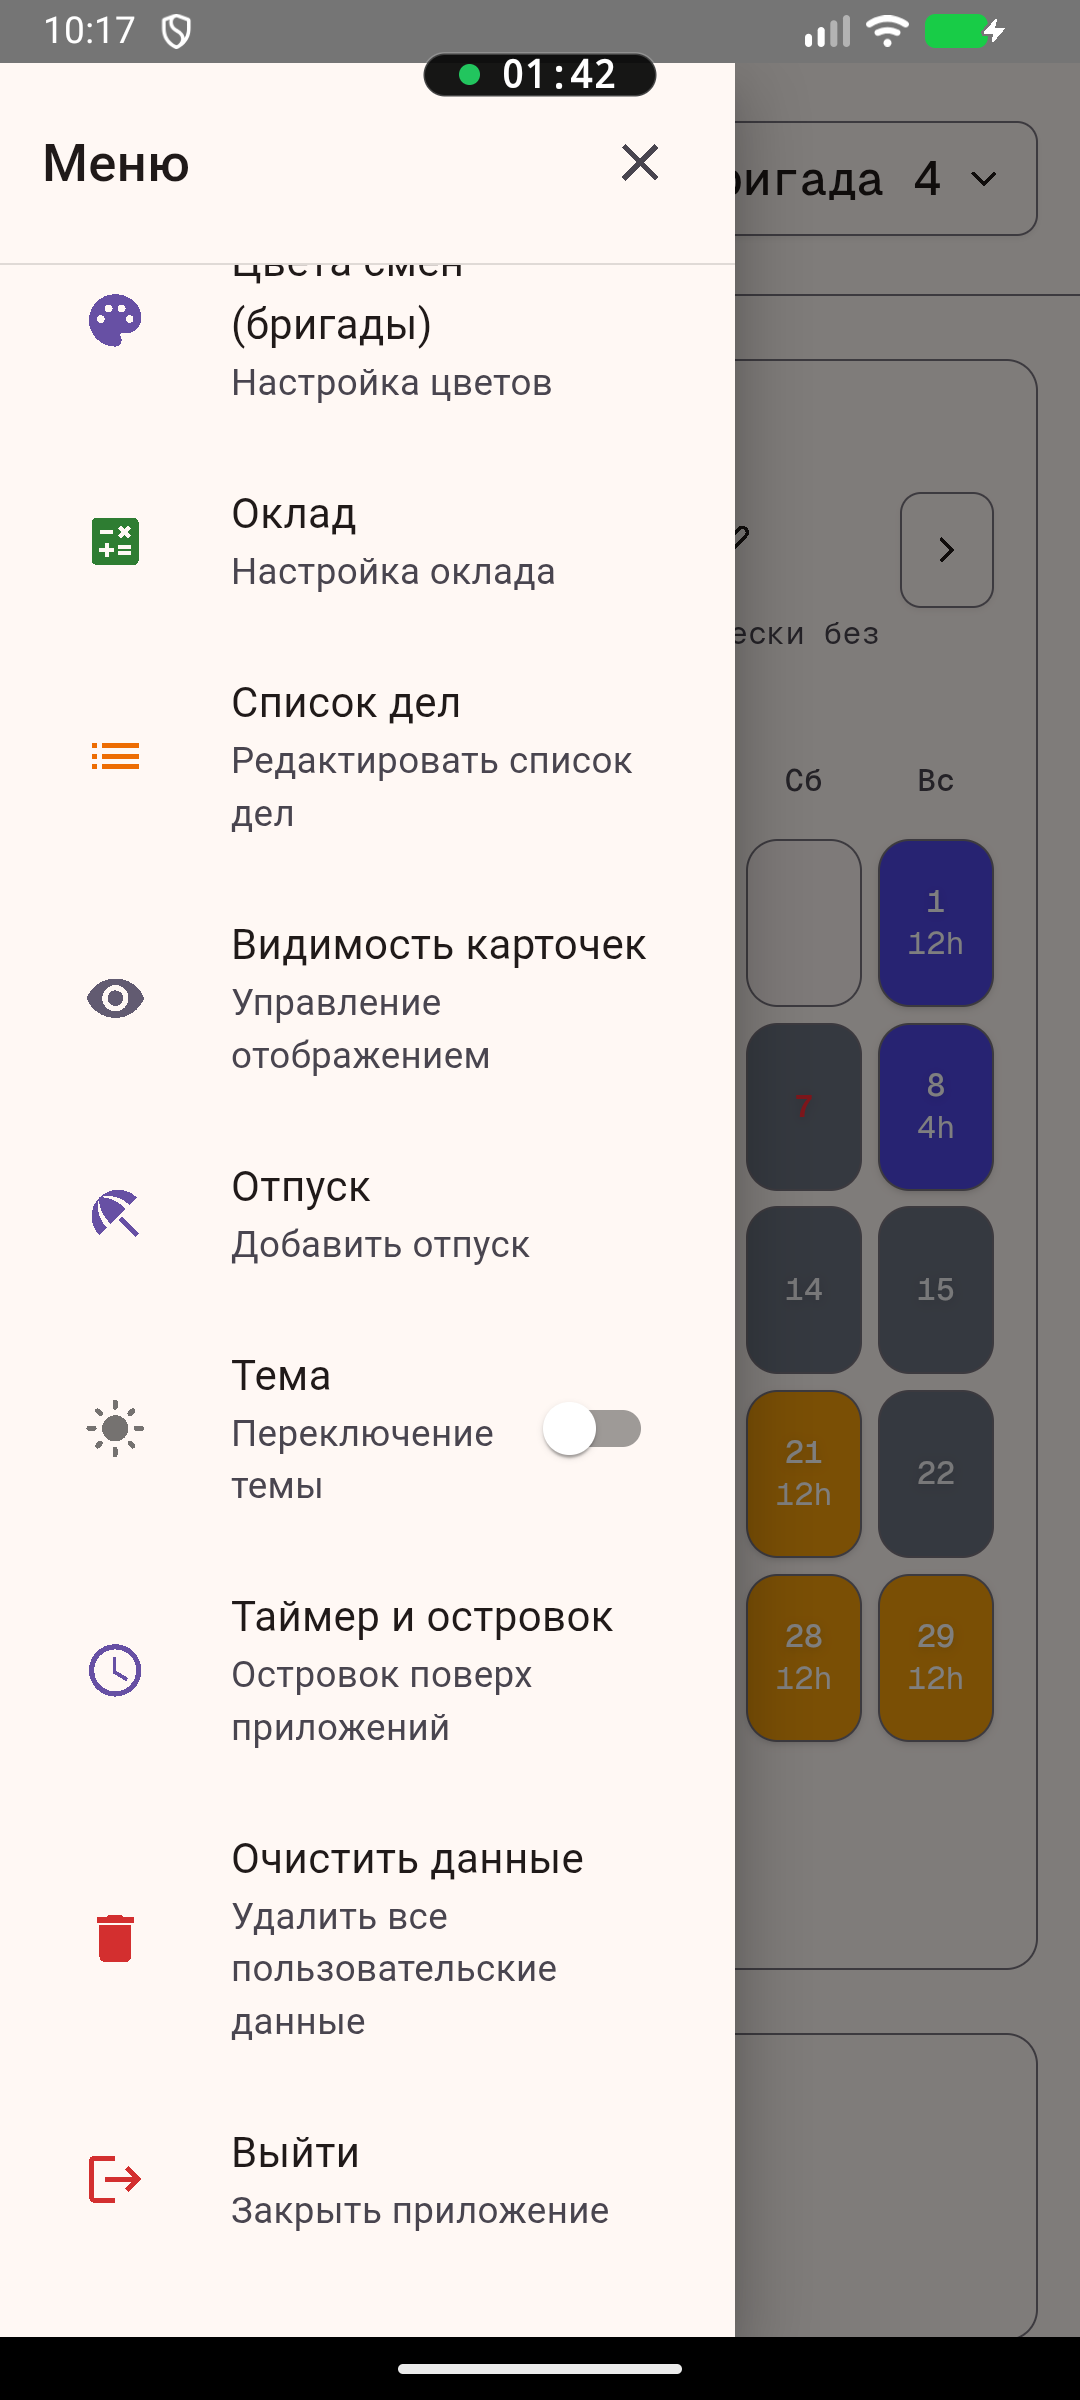 10:17
01:42
Меню
бригада 4
Цвета смен
(бригады)
Настройка цветов
Оклад
Настройка оклада
без
Список дел
Редактировать список
дел
Сб Вс
Видимость карточек
Управление
отображением
1
12h
7
8
4h
Отпуск
Добавить отпуск
14
15
Тема
Переключение
темы
21
12h
22
Таймер и островок
Островок поверх
приложений
28
12h
29
12h
Очистить данные
Удалить все
пользовательские
данные
Выйти
Закрыть приложение